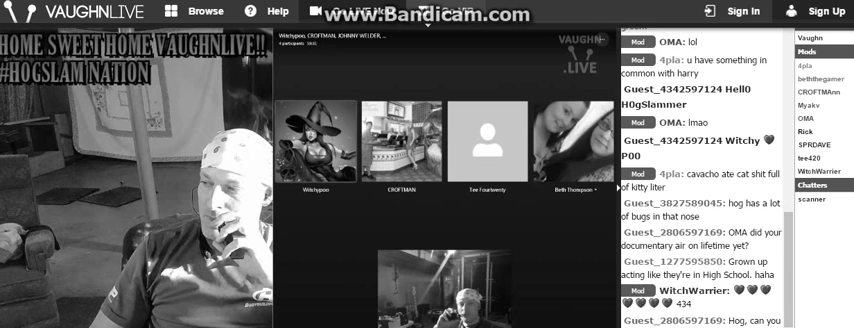 VAUGHNLIVE
Browse
Help
www.Bandicam.com
Sign In
Sign Up
HOME SWEET HOME VAUGHNLIVE!!
#HOGSLAM NATION
Witchypoo, CROFTMAN, JOHNNY WELDER, ...
4 participants
VAUGHN
.LIVE
Witchypoo
CROFTMAN
Tee Fourtwenty
Beth Thompson
Mod OMA: lol
Mod 4pla: u have something in
common with harry
Guest_4342597124 Hell0
H0gSlammer
Mod OMA: lmao
Guest_4342597124 Witchy 🖤
P00
Mod 4pla: cavacho ate cat shit full
of kitty liter
Guest_3827589045: hog has a lot
of bugs in that nose
Guest_2806597169: OMA did your
documentary air on lifetime yet?
Guest_1277595850: Grown up
acting like they're in High School. haha
Mod WitchWarrier: 🖤 🖤 🖤
🖤 🖤 🖤 🖤 434
Guest_2806597169: Hog, can you
Vaughn
Mods
4pla
beththegamer
CROFTMAnn
Myakv
OMA
Rick
SPRDAVE
tee420
WitchWarrier
Chatters
scanner